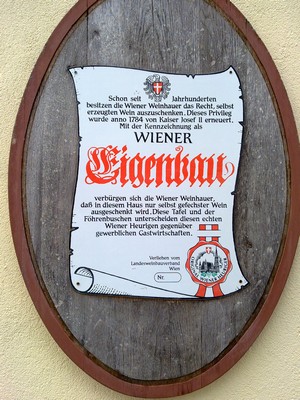 Schon seit Jahrhunderten
besitzen die Wiener Weinhauer das Recht, selbst
erzeugten Wein auszuschenken. Dieses Privileg
wurde anno 1784 von Kaiser Josef II erneuert.
Mit der Kennzeichnung als
WIENER
Eigenbau
verbürgen sich die Wiener Weinhauer,
daß in diesem Haus nur selbst gefechster Wein
ausgeschenkt wird. Diese Tafel und der
Föhrenbuschen unterscheiden diesen echten
Wiener Heurigen gegenüber
gewerblichen Gastwirtschaften.
Verliehen vom
Landesweinbauverband
Wien
Nr.